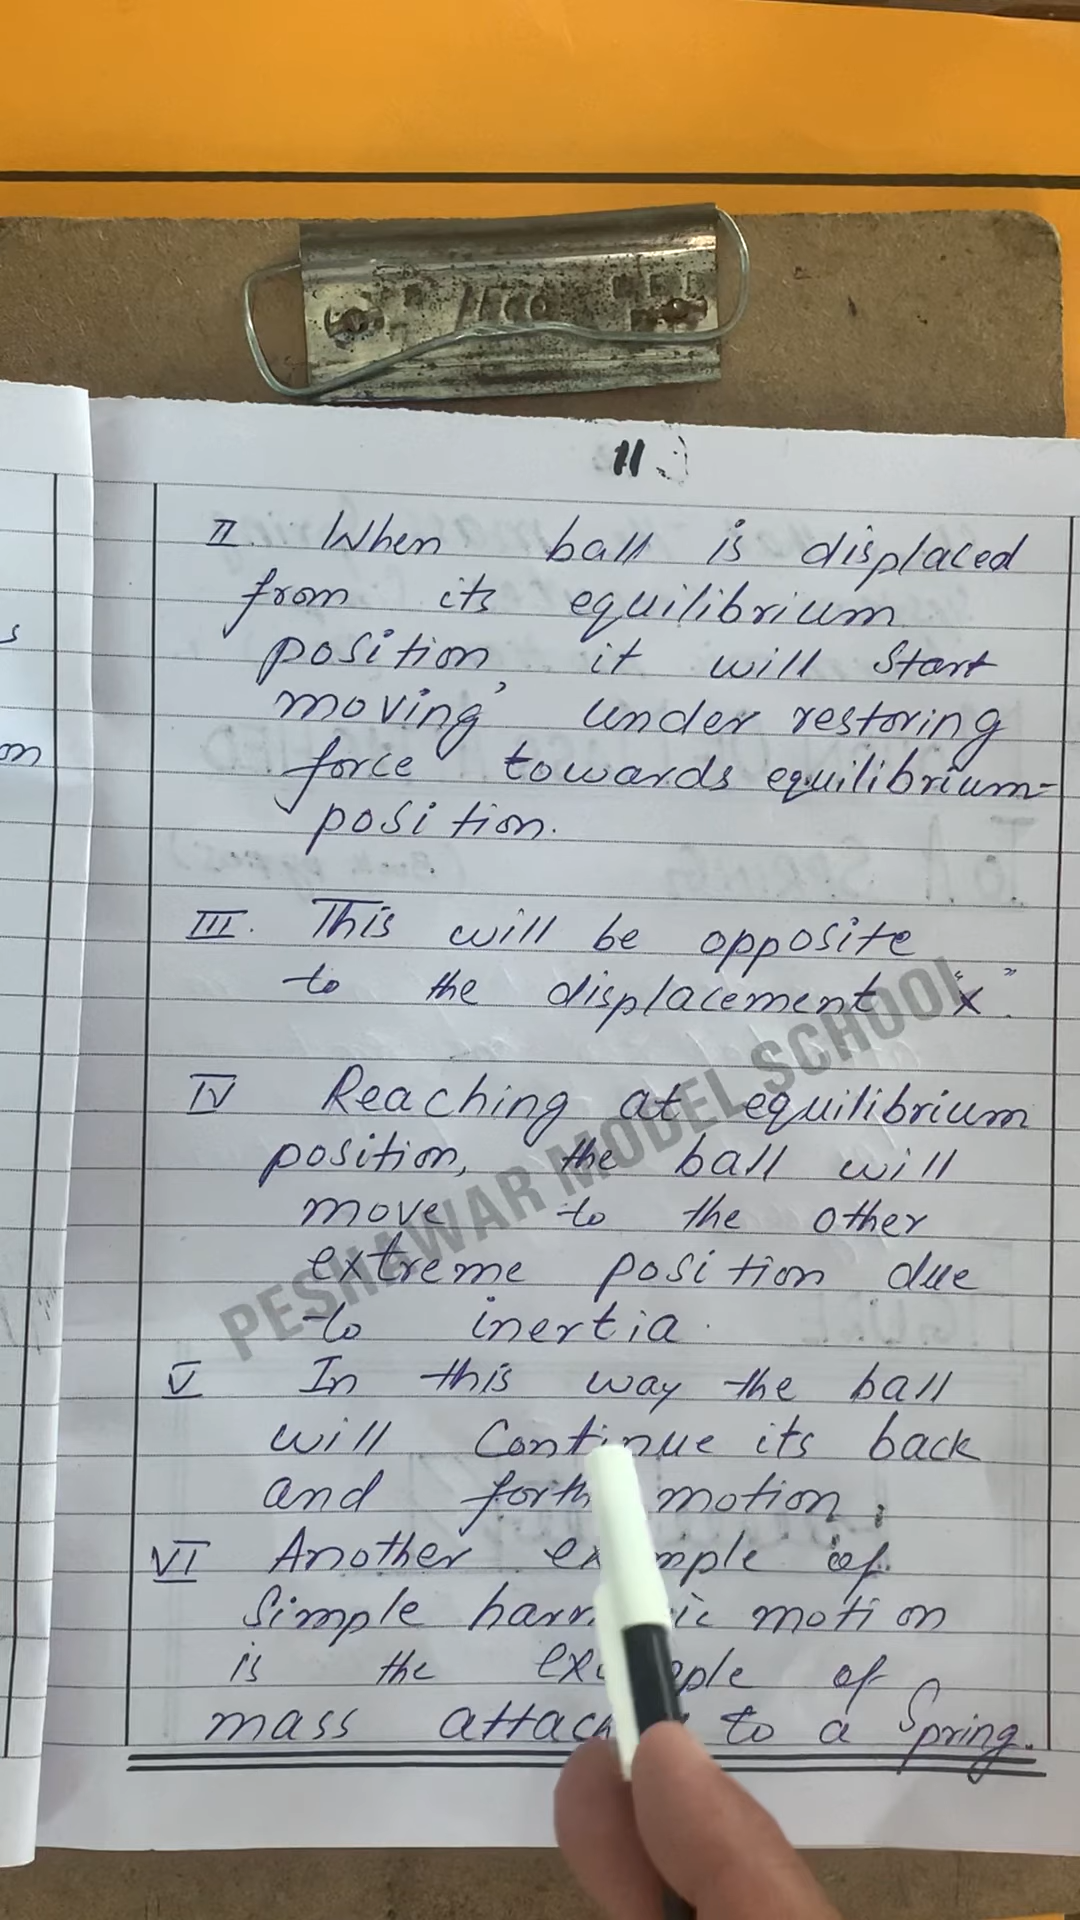 11
II. When ball is displaced
from its equilibrium
position, it will start
moving under restoring
force towards equilibrium-
position.
III. This will be opposite
to the displacement "x".
IV Reaching at equilibrium
position, the ball will
move to the other
extreme position due
to inertia.
V In this way the ball
will continue its back
and forth motion.
VI Another example of
Simple harmonic motion
is the example of
mass attached to a Spring.
PESHAWAR MODEL SCHOOL
s
om